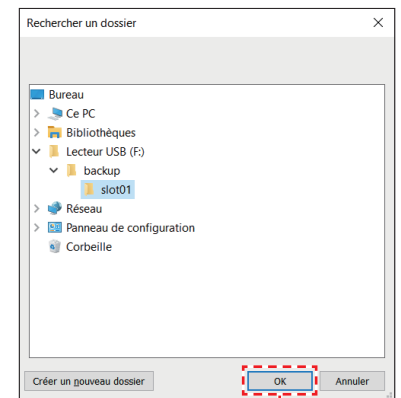 Rechercher un dossier
Bureau
Ce PC
Bibliothèques
Lecteur USB (F:)
backup
slot01
Réseau
Panneau de configuration
Corbeille
Créer un nouveau dossier
OK
Annuler